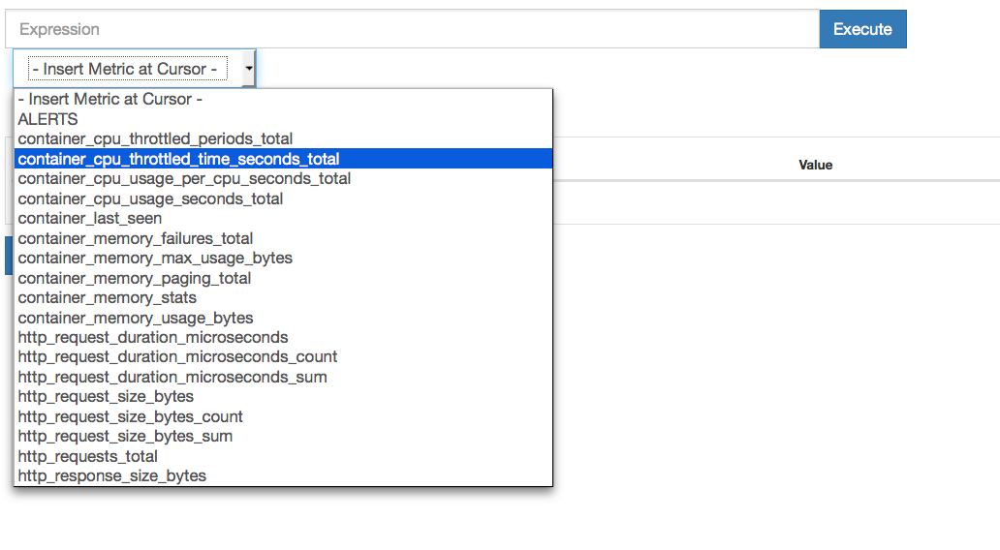 Expression
Execute
- Insert Metric at Cursor -
- Insert Metric at Cursor -
ALERTS
container_cpu_throttled_periods_total
container_cpu_throttled_time_seconds_total
Value
container_cpu_usage_per_cpu_seconds_total
container_cpu_usage_seconds_total
container_last_seen
container_memory_failures_total
container_memory_max_usage_bytes
container_memory_paging_total
container_memory_stats
container_memory_usage_bytes
http_request_duration_microseconds
http_request_duration_microseconds_count
http_request_duration_microseconds_sum
http_request_size_bytes
http_request_size_bytes_count
http_request_size_bytes_sum
http_requests_total
http_response_size_bytes